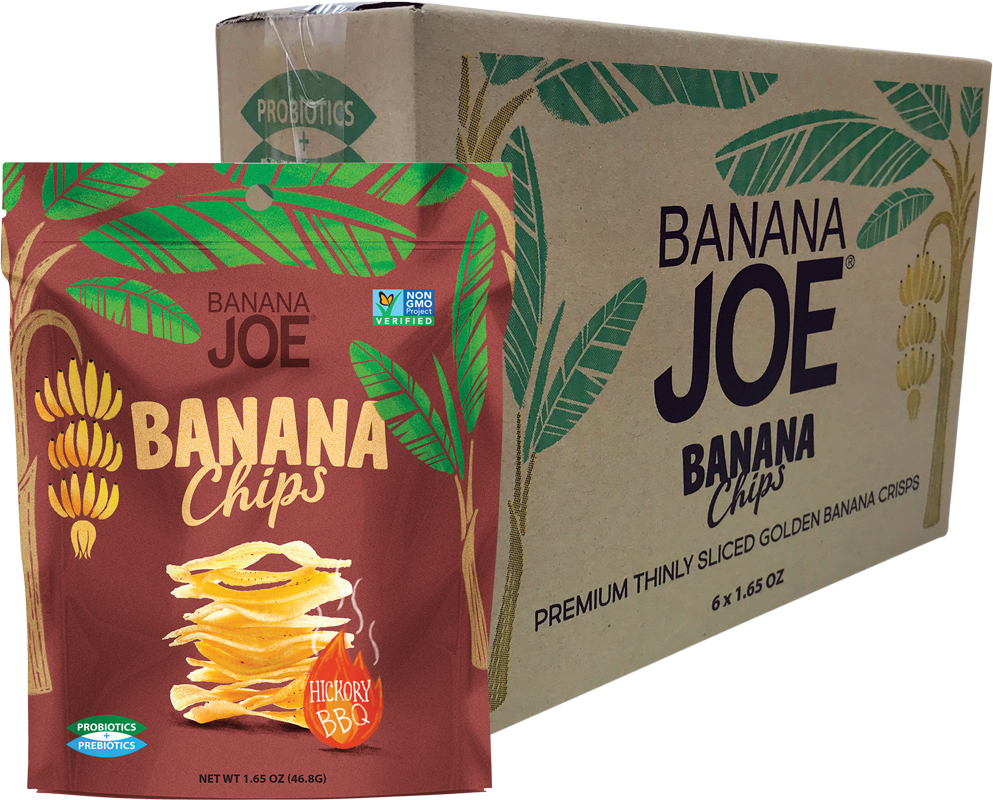 BANANA
JOE®
NON
GMO
Project
VERIFIED
BANANA
Chips
HICKORY
BBQ
PROBIOTICS
+
PREBIOTICS
NET WT 1.65 OZ (46.8G)
PROBIOTICS
+
BANANA
JOE®
BANANA
Chips
PREMIUM THINLY SLICED GOLDEN BANANA CRISPS
6 x 1.65 OZ